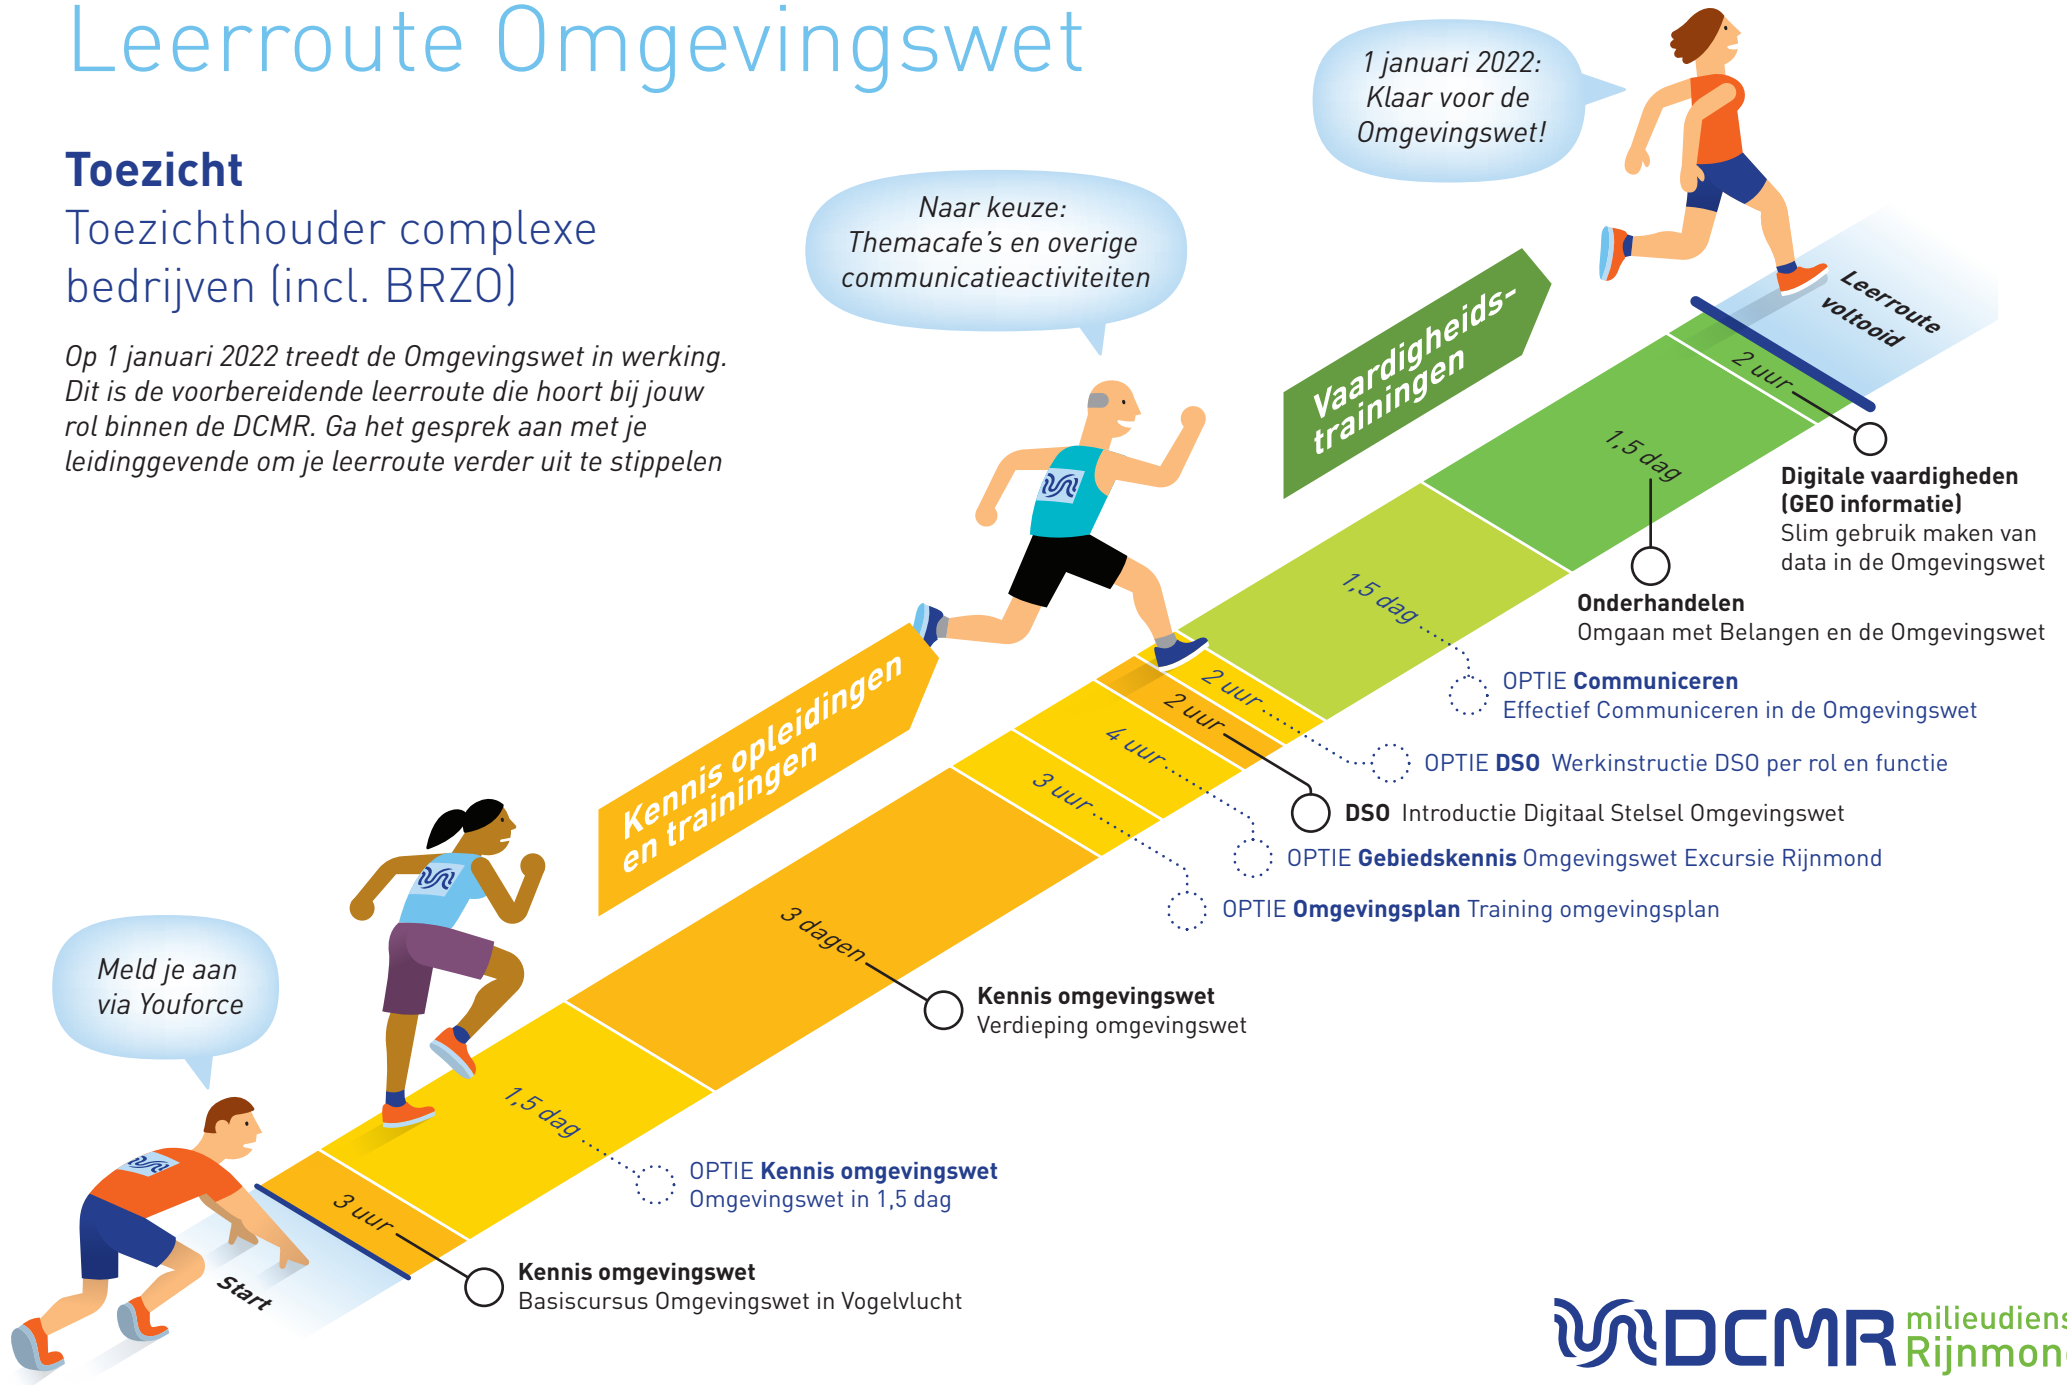 Leerroute Omgevingswet
Toezicht
Toezichthouder complexe
bedrijven (incl. BRZO)
Op 1 januari 2022 treedt de Omgevingswet in werking.
Dit is de voorbereidende leerroute die hoort bij jouw
rol binnen de DCMR. Ga het gesprek aan met je
leidinggevende om je leerroute verder uit te stippelen
1 januari 2022:
Klaar voor de
Omgevingswet!
Naar keuze:
Themacafe's en overige
communicatieactiviteiten
Meld je aan
via Youforce
Leerroute
voltooid
Vaardigheids-
trainingen
2 uur
Digitale vaardigheden
(GEO informatie)
Slim gebruik maken van
data in de Omgevingswet
1,5 dag
Onderhandelen
Omgaan met Belangen en de Omgevingswet
1,5 dag
OPTIE Communiceren
Effectief Communiceren in de Omgevingswet
Kennis opleidingen
en trainingen
2 uur
OPTIE DSO Werkinstructie DSO per rol en functie
2 uur
DSO Introductie Digitaal Stelsel Omgevingswet
4 uur
OPTIE Gebiedskennis Omgevingswet Excursie Rijnmond
3 uur
OPTIE Omgevingsplan Training omgevingsplan
3 dagen
Kennis omgevingswet
Verdieping omgevingswet
1,5 dag
OPTIE Kennis omgevingswet
Omgevingswet in 1,5 dag
3 uur
Kennis omgevingswet
Basiscursus Omgevingswet in Vogelvlucht
Start
DCMR
milieudiens
Rijnmon